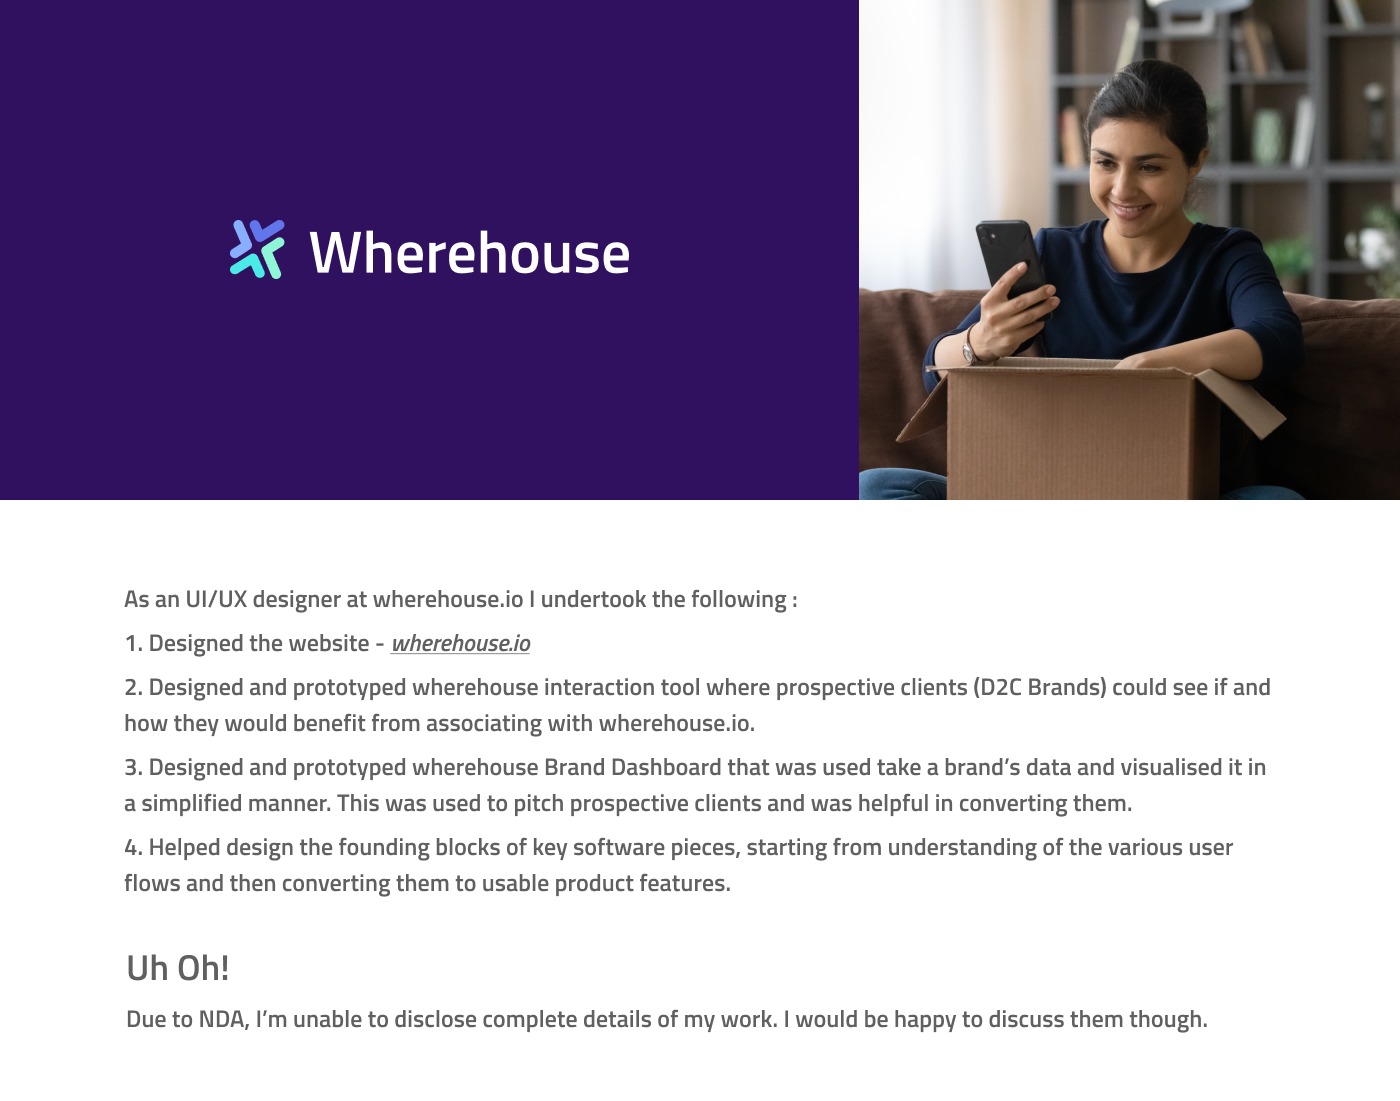 Wherehouse
As an UI/UX designer at wherehouse.io I undertook the following :
1. Designed the website - wherehouse.io
2. Designed and prototyped wherehouse interaction tool where prospective clients (D2C Brands) could see if and
how they would benefit from associating with wherehouse.io.
3. Designed and prototyped wherehouse Brand Dashboard that was used take a brand’s data and visualised it in
a simplified manner. This was used to pitch prospective clients and was helpful in converting them.
4. Helped design the founding blocks of key software pieces, starting from understanding of the various user
flows and then converting them to usable product features.
Uh Oh!
Due to NDA, I’m unable to disclose complete details of my work. I would be happy to discuss them though.